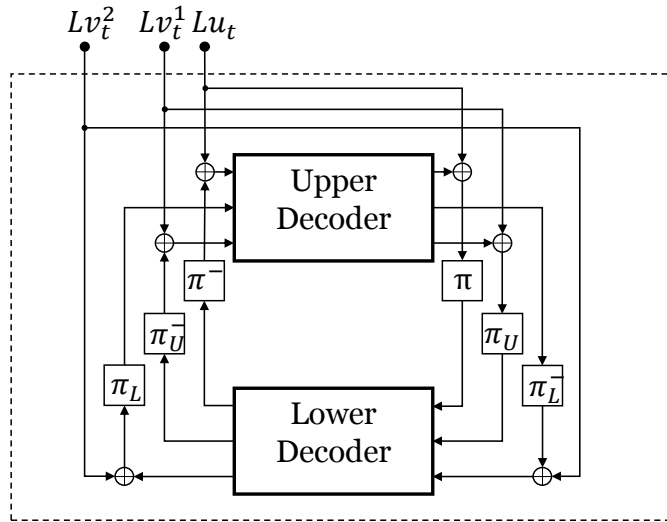 Lv_t^2 Lv_t^1 Lu_t
Upper
Decoder
π^-
π
π_U^-
π_U
π_L
π_L^-
Lower
Decoder